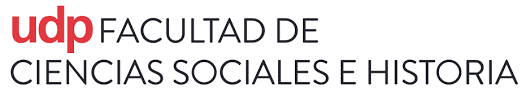 udp FACULTAD DE
CIENCIAS SOCIALES E HISTORIA